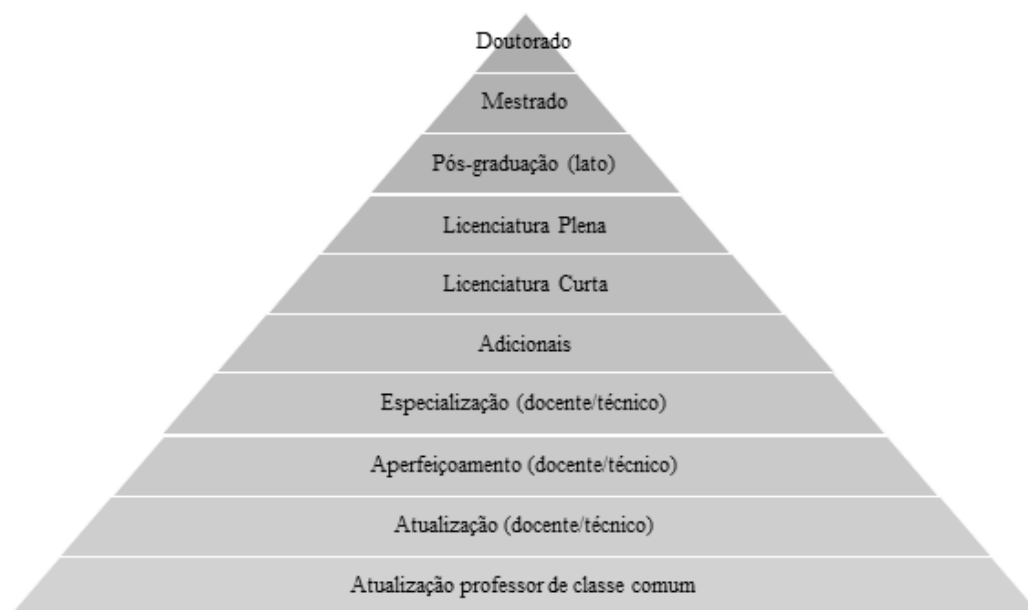 Doutorado
Mestrado
Pós-graduação (lato)
Licenciatura Plena
Licenciatura Curta
Adicionais
Especialização (docente/técnico)
Aperfeiçoamento (docente/técnico)
Atualização (docente/técnico)
Atualização professor de classe comum